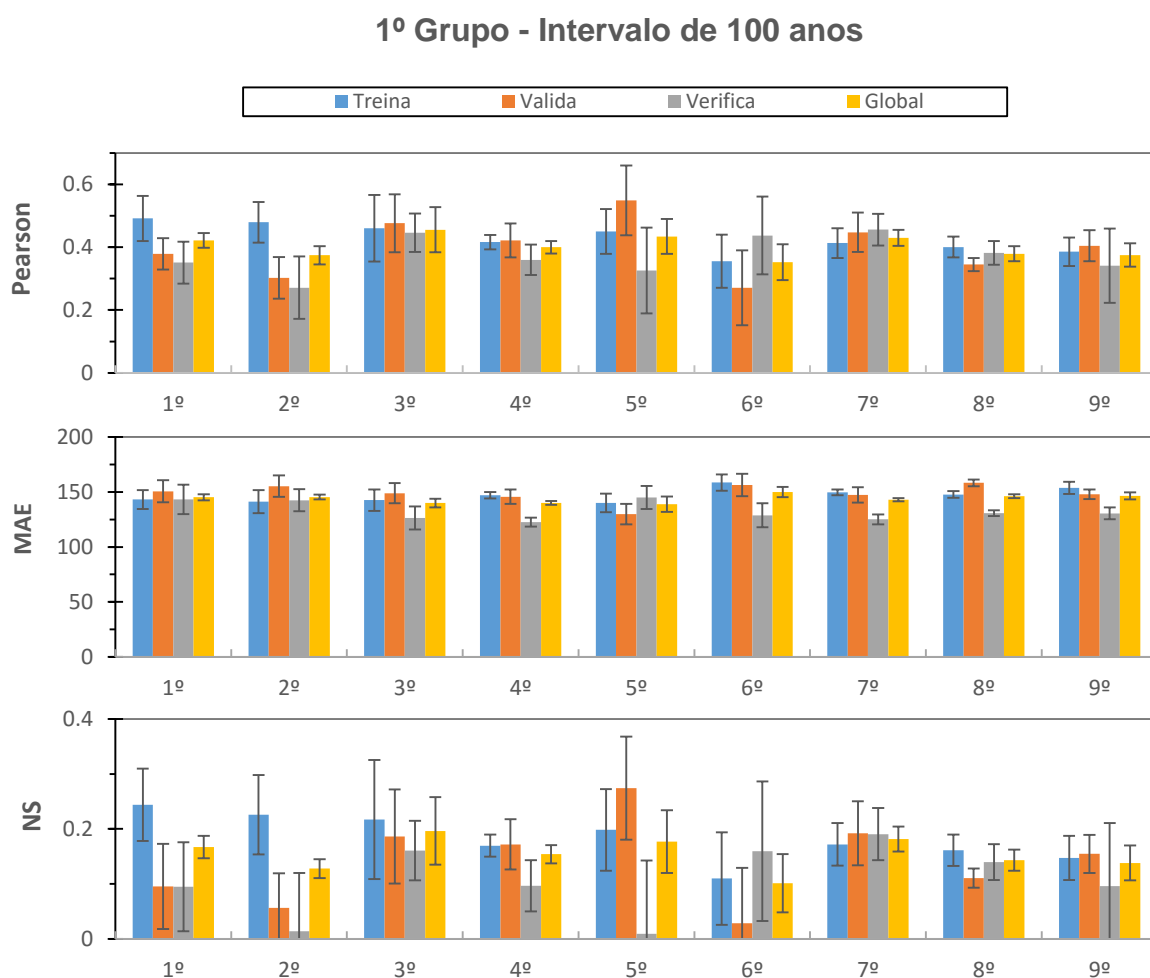 1º Grupo - Intervalo de 100 anos
Treina Valida Verifica Global
Pearson
0.6
0.4
0.2
0
1º 2º 3º 4º 5º 6º 7º 8º 9º
MAE
200
150
100
50
0
1º 2º 3º 4º 5º 6º 7º 8º 9º
NS
0.4
0.2
0
1º 2º 3º 4º 5º 6º 7º 8º 9º